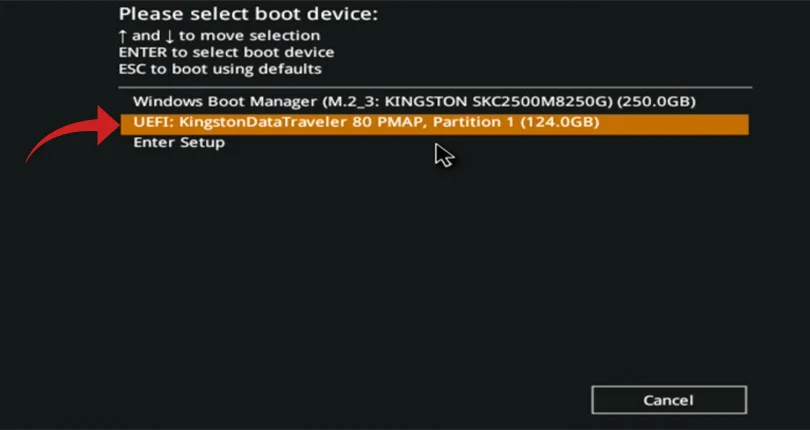 Please select boot device:
↑ and ↓ to move selection
ENTER to select boot device
ESC to boot using defaults
Windows Boot Manager (M.2_3: KINGSTON SKC2500M8250G) (250.0GB)
UEFI: KingstonDataTraveler 80 PMAP, Partition 1 (124.0GB)
Enter Setup
Cancel